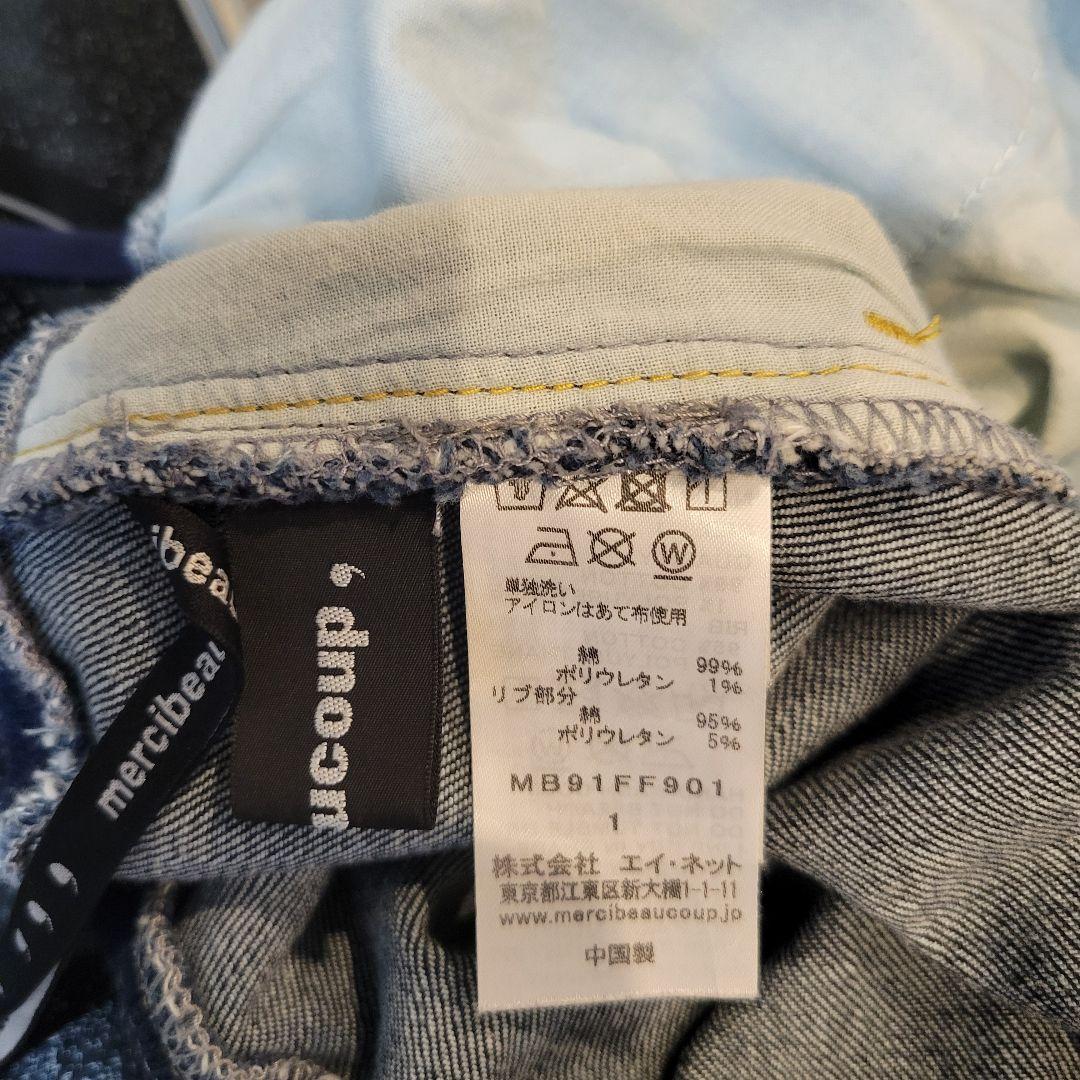 ucoup,
ibeau
mercibeau
,
W
単独洗い
アイロンはあて布使用
綿 99%
ポリウレタン 1%
リブ部分
綿 95%
ポリウレタン 5%
MB91FF901
1
株式会社 エイ・ネット
東京都江東区新大橋1-1-11
www.mercibeaucoup.jp
中国製